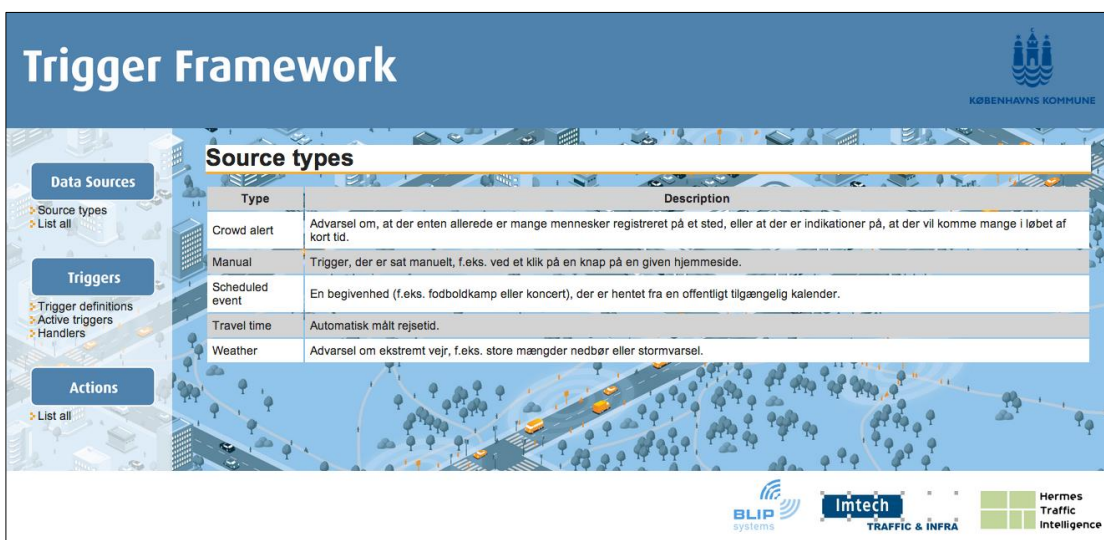 Trigger Framework
KØBENHAVNS KOMMUNE
Data Sources
Source types
List all
Triggers
Trigger definitions
Active triggers
Handlers
Actions
List all
Source types
Type Description
Crowd alert Advarsel om, at der enten allerede er mange mennesker registreret på et sted, eller at der er indikationer på, at der vil komme mange i løbet af
kort tid.
Manual Trigger, der er sat manuelt, f.eks. ved et klik på en knap på en given hjemmeside.
Scheduled
event En begivenhed (f.eks. fodboldkamp eller koncert), der er hentet fra en offentligt tilgængelig kalender.
Travel time Automatisk målt rejsetid.
Weather Advarsel om ekstremt vejr, f.eks. store mængder nedbør eller stormvarsel.
BLIP
systems
Imtech
TRAFFIC & INFRA
Hermes
Traffic
Intelligence